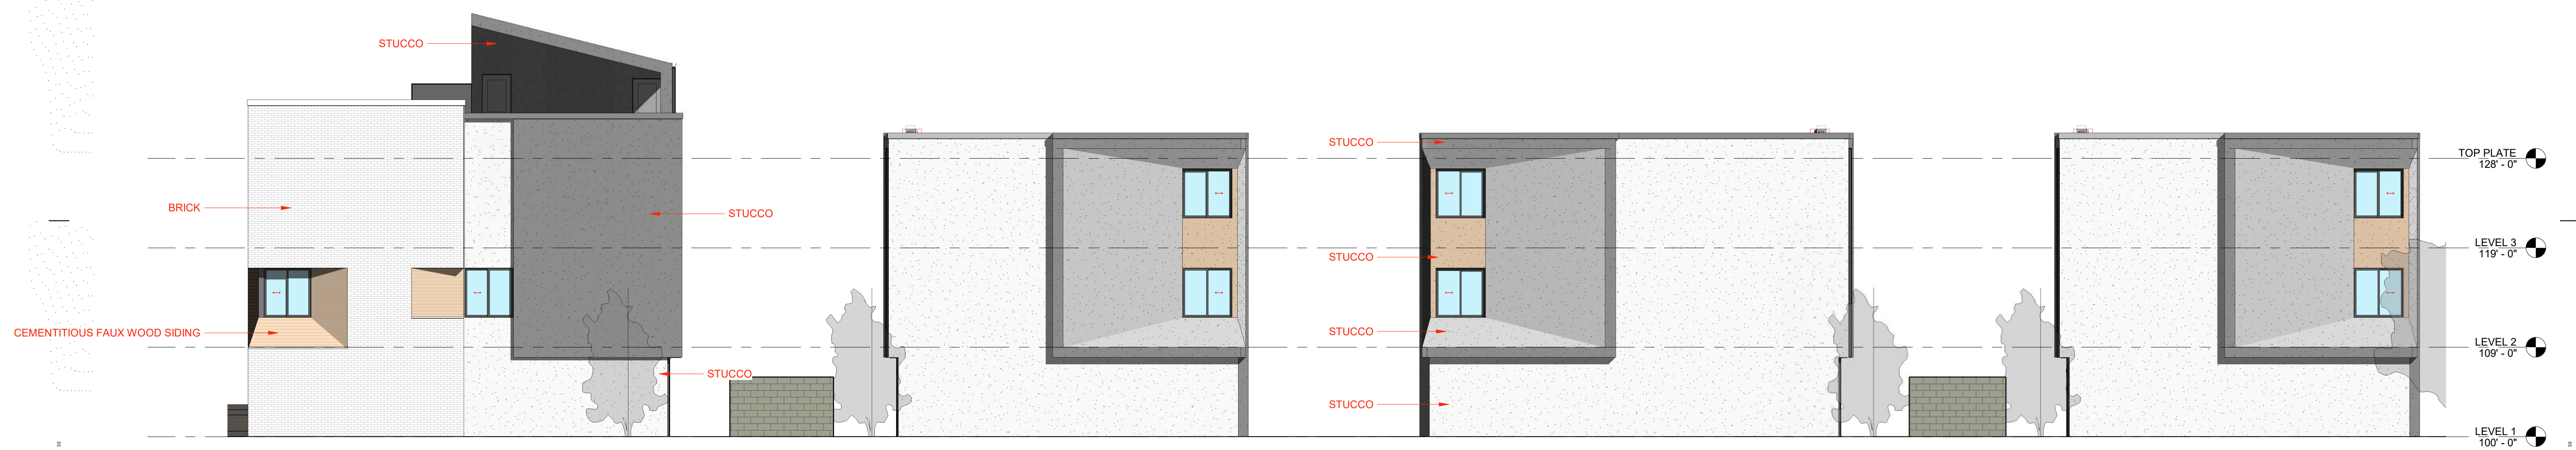 STUCCO
BRICK
STUCCO
CEMENTITIOUS FAUX WOOD SIDING
STUCCO
STUCCO
STUCCO
STUCCO
STUCCO
TOP PLATE
128' - 0"
LEVEL 3
119' - 0"
LEVEL 2
109' - 0"
LEVEL 1
100' - 0"